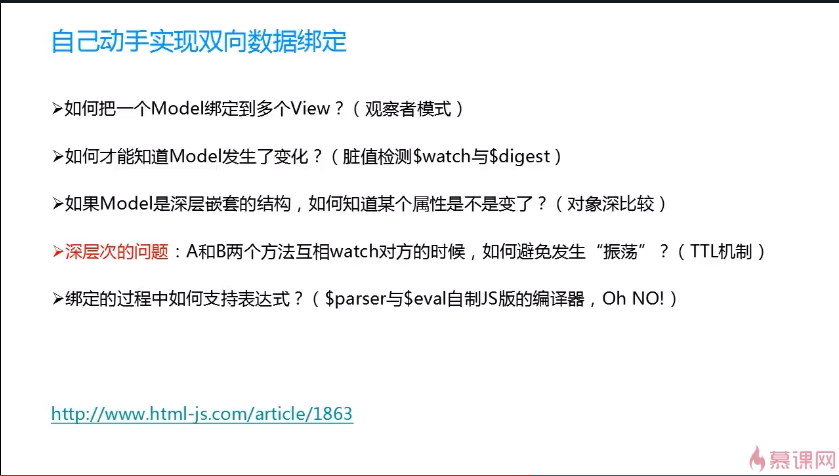 自己动手实现双向数据绑定
➢如何把一个Model绑定到多个View？（观察者模式）
➢如何才能知道Model发生了变化？（脏值检测$watch与$digest）
➢如果Model是深层嵌套的结构，如何知道某个属性是不是变了？（对象深比较）
➢深层次的问题：A和B两个方法互相watch对方的时候，如何避免发生“振荡”？（TTL机制）
➢绑定的过程中如何支持表达式？（$parser与$eval自制JS版的编译器，Oh NO!）
http://www.html-js.com/article/1863
慕课网